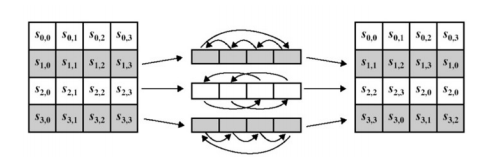 s0,0 s0,1 s0,2 s0,3
s1,0 s1,1 s1,2 s1,3
s2,0 s2,1 s2,2 s2,3
s3,0 s3,1 s3,2 s3,3
s0,0 s0,1 s0,2 s0,3
s1,1 s1,2 s1,3 s1,0
s2,2 s2,3 s2,0 s2,0
s3,3 s3,0 s3,1 s3,2